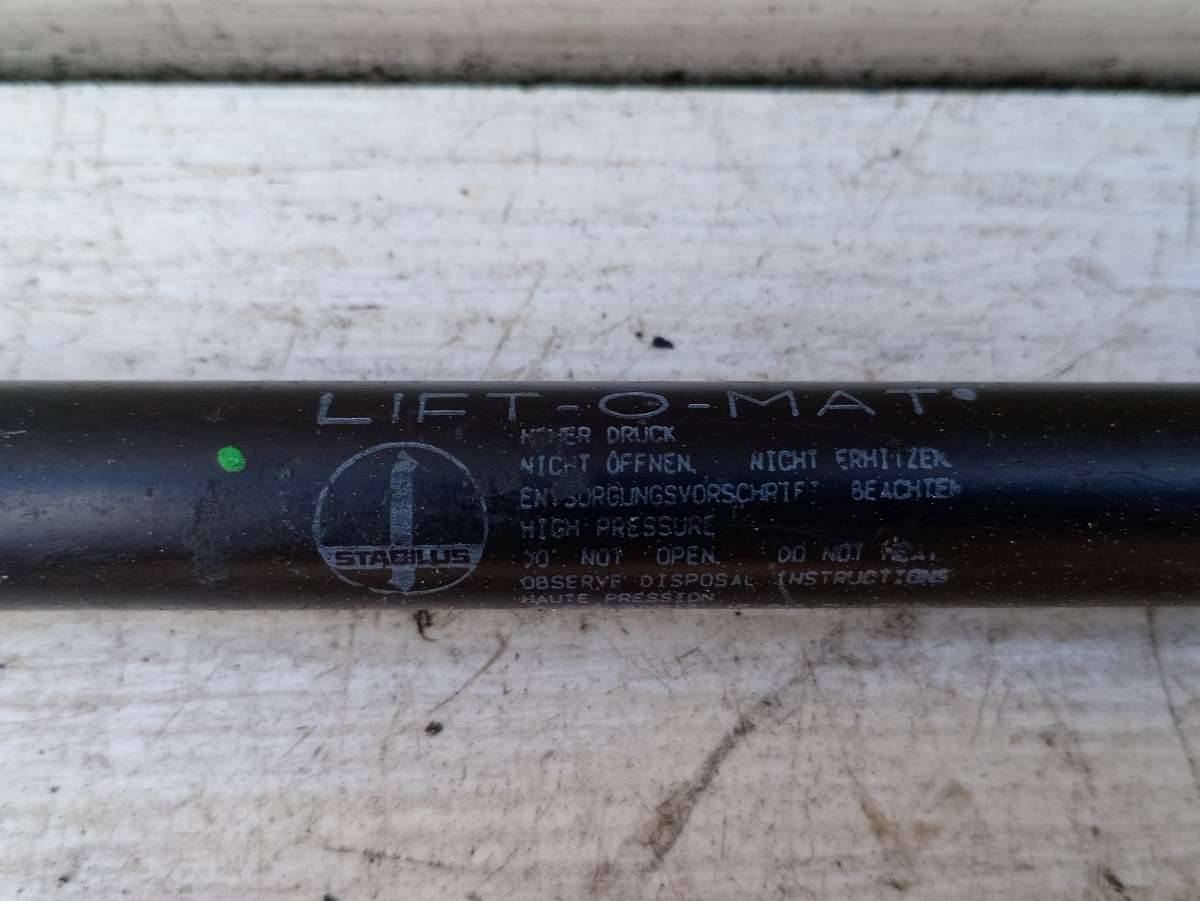 LIFT-O-MAT
HOHER DRUCK
NICHT ÖFFNEN. NICHT ERHITZEN.
ENTSORGUNGSVORSCHRIFT BEACHTEN
STABILUS
HIGH PRESSURE
DO NOT OPEN. DO NOT HEAT.
OBSERVE DISPOSAL INSTRUCTIONS
HAUTE PRESSION